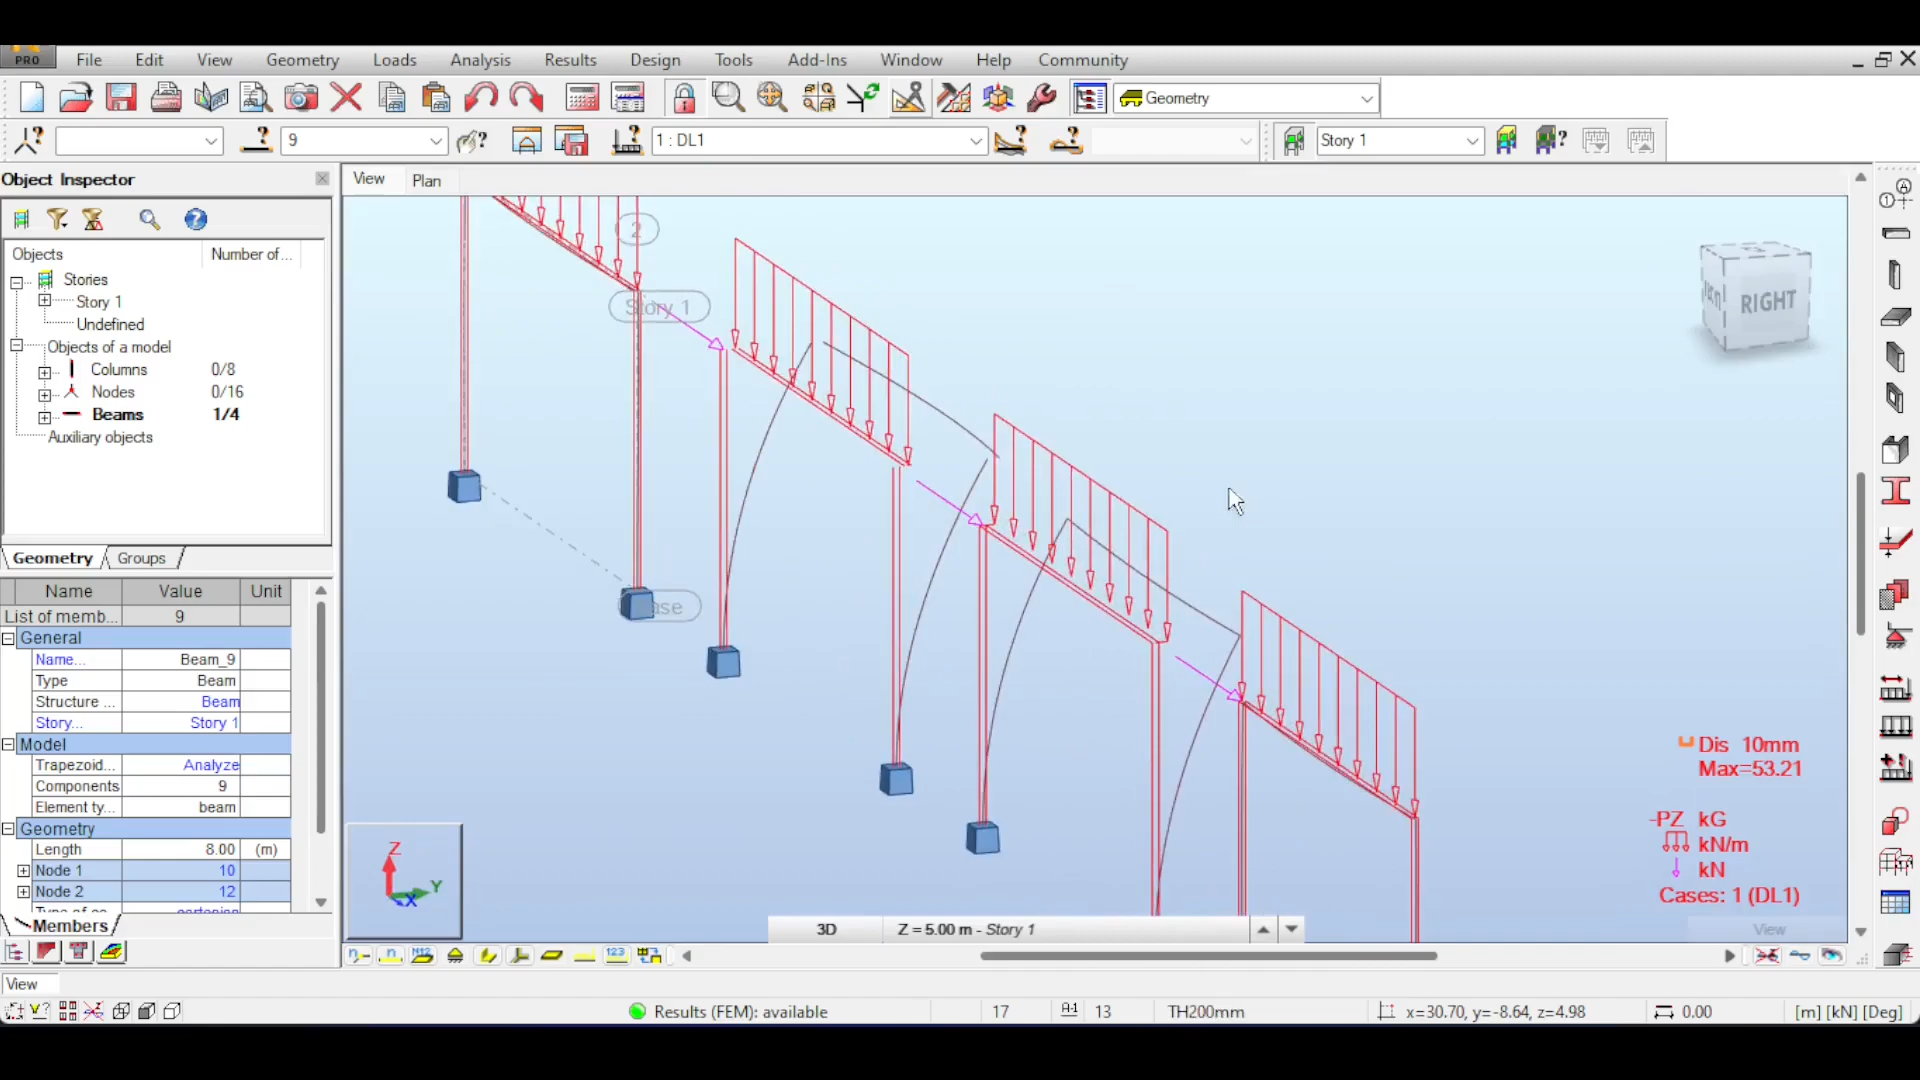 PRO
File Edit View Geometry Loads Analysis Results Design Tools Add-Ins Window Help Community
Geometry
9
1 : DL1
Story 1
Object Inspector
View
Plan
Objects
Number of...
Stories
Story 1
Undefined
Objects of a model
Columns 0/8
Nodes 0/16
Beams 1/4
Auxiliary objects
Geometry Groups
Name Value Unit
List of memb... 9
General
Name... Beam_9
Type Beam
Structure ... Beam
Story... Story 1
Model
Trapezoid... Analyze
Components 9
Element ty... beam
Geometry
Length 8.00 (m)
Node 1 10
Node 2 12
Members
2
Story 1
RIGHT
Dis 10mm
Max=53.21
-PZ kG
kN/m
kN
Cases: 1 (DL1)
Z
Y
X
3D
Z = 5.00 m - Story 1
View
View
Results (FEM): available
17
13
TH200mm
x=30.70, y=-8.64, z=4.98
0.00
[m] [kN] [Deg]